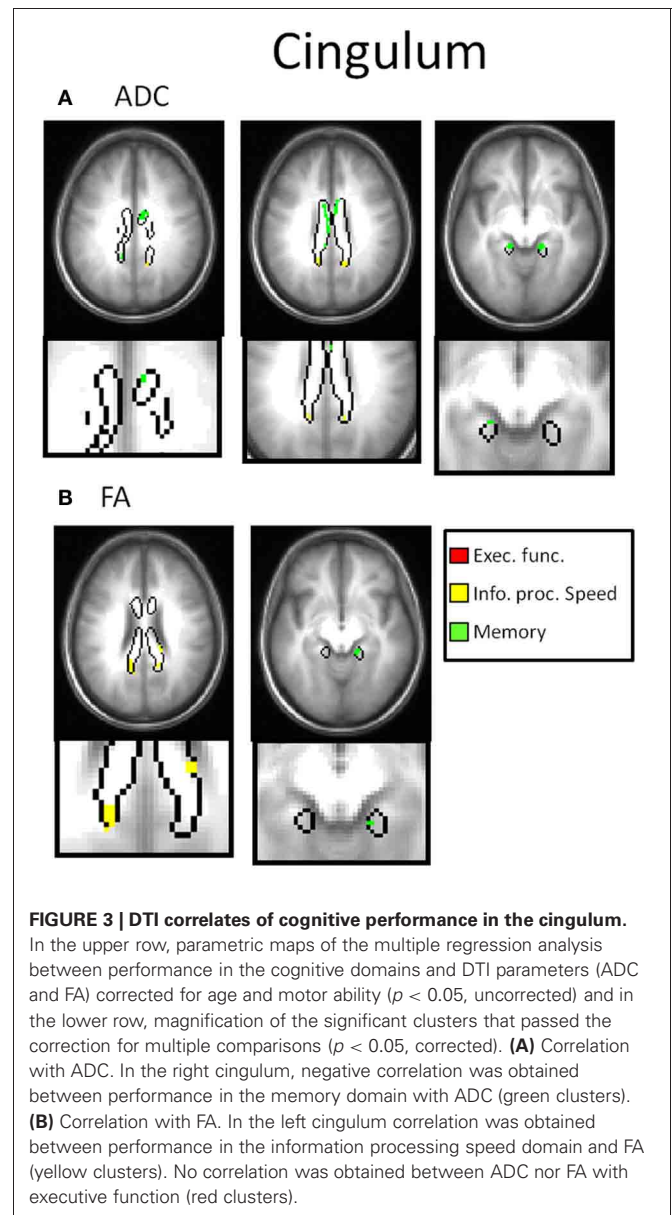 Cingulum
A ADC
B FA
Exec. func.
Info. proc. Speed
Memory
FIGURE 3 | DTI correlates of cognitive performance in the cingulum.
In the upper row, parametric maps of the multiple regression analysis
between performance in the cognitive domains and DTI parameters (ADC
and FA) corrected for age and motor ability (p < 0.05, uncorrected) and in
the lower row, magnification of the significant clusters that passed the
correction for multiple comparisons (p < 0.05, corrected). (A) Correlation
with ADC. In the right cingulum, negative correlation was obtained
between performance in the memory domain with ADC (green clusters).
(B) Correlation with FA. In the left cingulum correlation was obtained
between performance in the information processing speed domain and FA
(yellow clusters). No correlation was obtained between ADC nor FA with
executive function (red clusters).